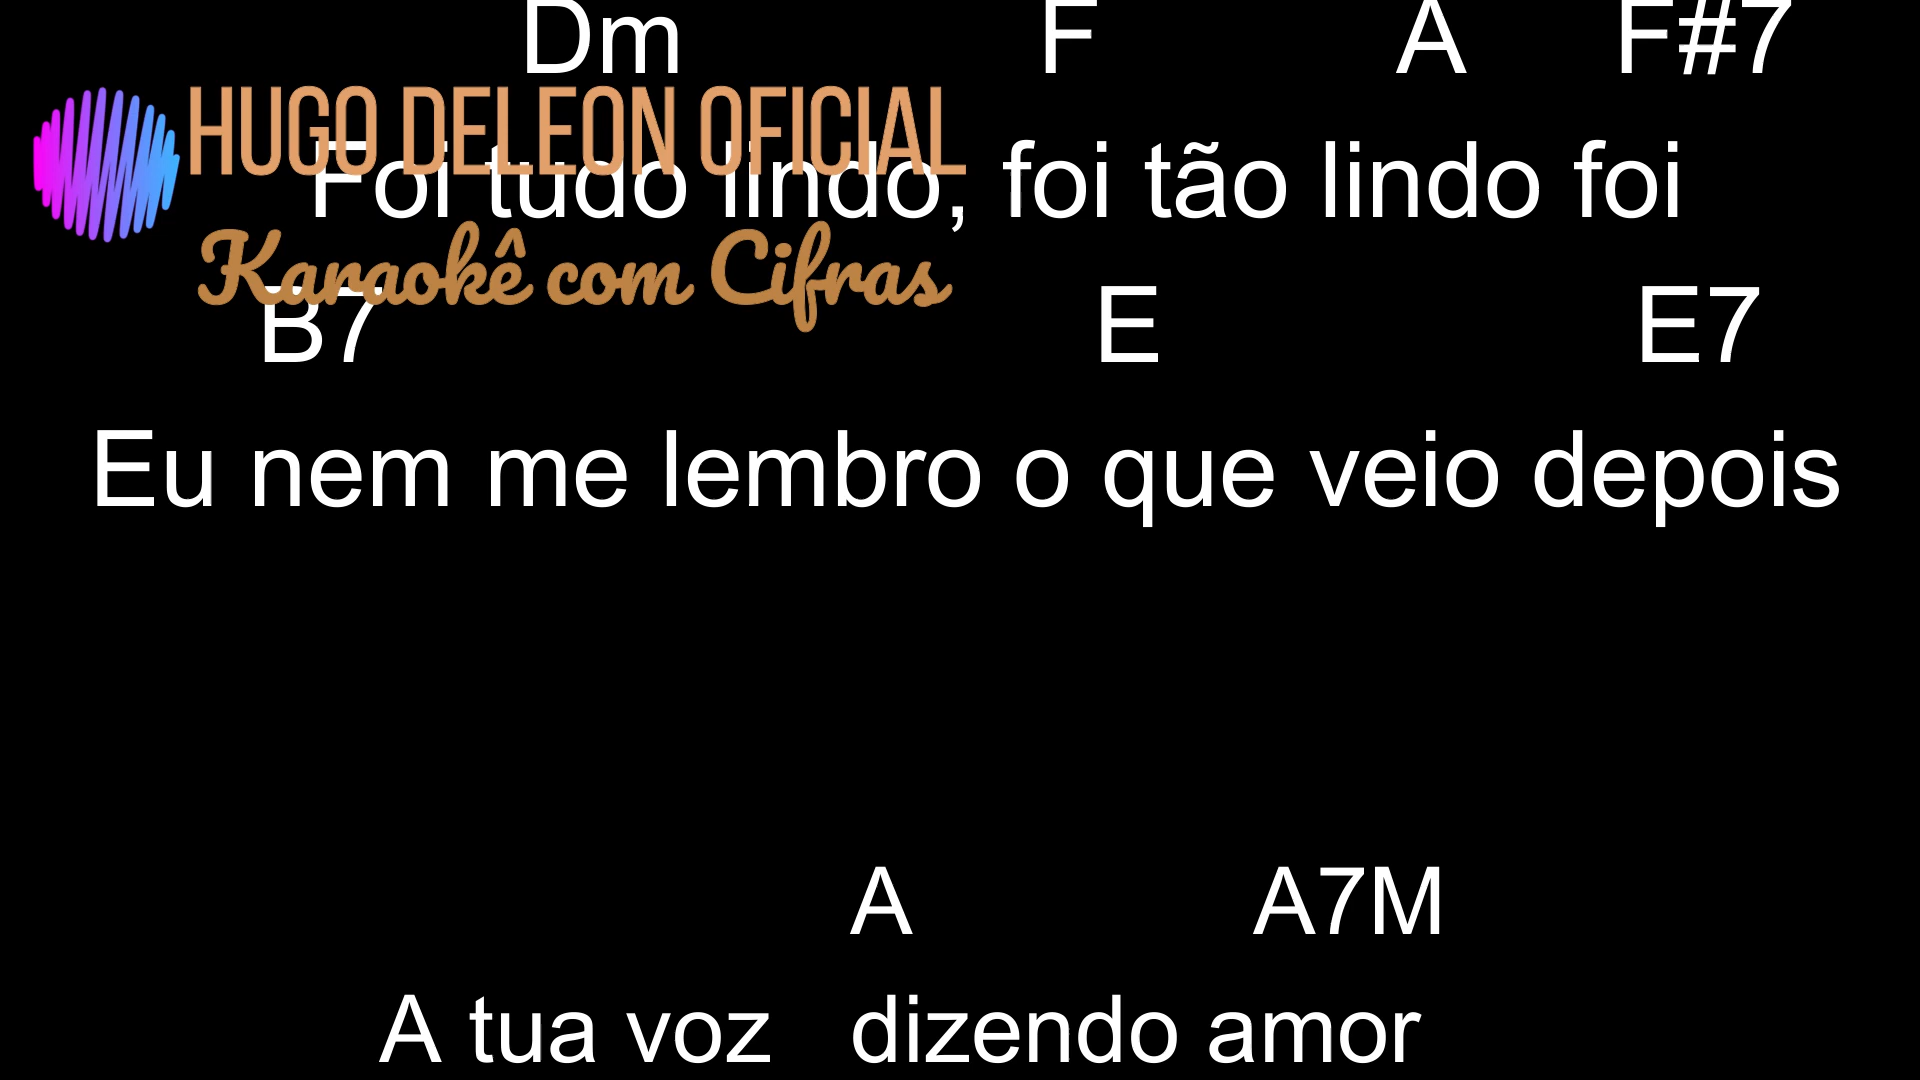 Dm F A F#7
HUGO DELEON OFICIAL
Foi tudo lindo, foi tão lindo foi
Karaokê com Cifras
B7 E E7
Eu nem me lembro o que veio depois
A A7M
A tua voz dizendo amor